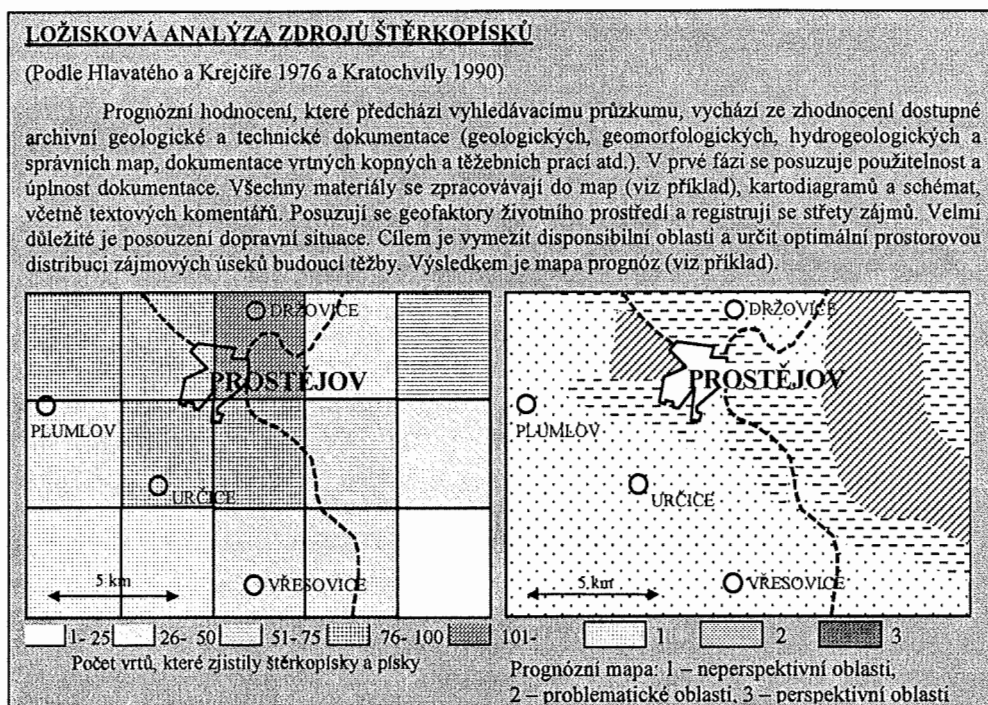 LOŽISKOVÁ ANALÝZA ZDROJŮ ŠTĚRKOPÍSKŮ
(Podle Hlavatého a Krejčíře 1976 a Kratochvíly 1990)
Prognózní hodnocení, které předchází vyhledávacímu průzkumu, vychází ze zhodnocení dostupné
archivní geologické a technické dokumentace (geologických, geomorfologických, hydrogeologických a
správních map, dokumentace vrtných kopných a těžebních prací atd.). V prvé fázi se posuzuje použitelnost a
úplnost dokumentace. Všechny materiály se zpracovávají do map (viz příklad), kartodiagramů a schémat,
včetně textových komentářů. Posuzují se geofaktory životního prostředí a registrují se střety zájmů. Velmi
důležité je posouzení dopravní situace. Cílem je vymezit disponsibilní oblasti a určit optimální prostorovou
distribuci zájmových úseků budoucí těžby. Výsledkem je mapa prognóz (viz příklad).
DRŽOVICE
PROSTĚJOV
PLUMLOV
URČICE
VŘESOVICE
5 km
1- 25 26- 50 51-75 76- 100 101-
Počet vrtů, které zjistily štěrkopísky a písky
DRŽOVICE
PROSTĚJOV
PLUMLOV
URČICE
VŘESOVICE
5 km
1 2 3
Prognózní mapa: 1 – neperspektivní oblasti,
2 – problematické oblasti, 3 – perspektivní oblasti